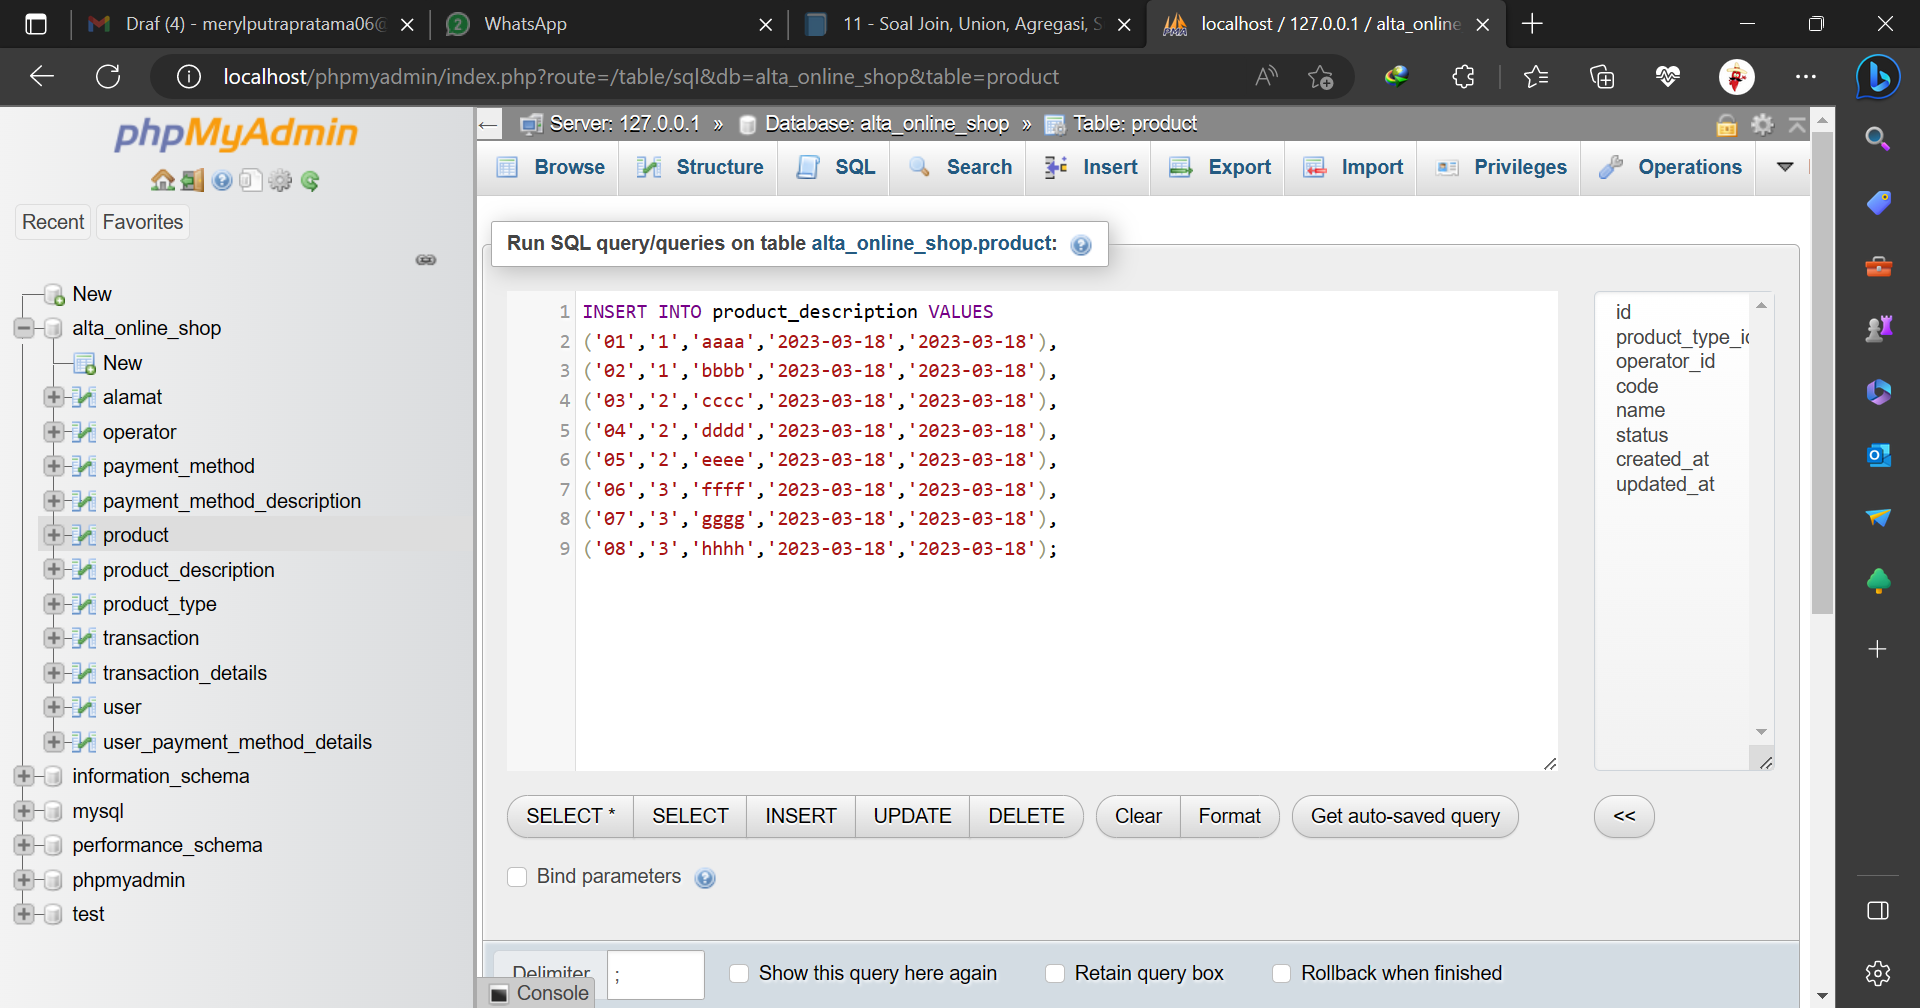 Draf (4) - merylputrapratama06@
2 WhatsApp
11 - Soal Join, Union, Agregasi, S
localhost / 127.0.0.1 / alta_online
localhost/phpmyadmin/index.php?route=/table/sql&db=alta_online_shop&table=product
phpMyAdmin
Recent
Favorites
New
alta_online_shop
New
alamat
operator
payment_method
payment_method_description
product
product_description
product_type
transaction
transaction_details
user
user_payment_method_details
information_schema
mysql
performance_schema
phpmyadmin
test
Server: 127.0.0.1 » Database: alta_online_shop » Table: product
Browse
Structure
SQL
Search
Insert
Export
Import
Privileges
Operations
Run SQL query/queries on table alta_online_shop.product:
1 INSERT INTO product_description VALUES
2 ('01','1','aaaa','2023-03-18','2023-03-18'),
3 ('02','1','bbbb','2023-03-18','2023-03-18'),
4 ('03','2','cccc','2023-03-18','2023-03-18'),
5 ('04','2','dddd','2023-03-18','2023-03-18'),
6 ('05','2','eeee','2023-03-18','2023-03-18'),
7 ('06','3','ffff','2023-03-18','2023-03-18'),
8 ('07','3','gggg','2023-03-18','2023-03-18'),
9 ('08','3','hhhh','2023-03-18','2023-03-18');
id
product_type_id
operator_id
code
name
status
created_at
updated_at
SELECT *
SELECT
INSERT
UPDATE
DELETE
Clear
Format
Get auto-saved query
<<
Bind parameters
Delimiter
;
Show this query here again
Retain query box
Rollback when finished
Console